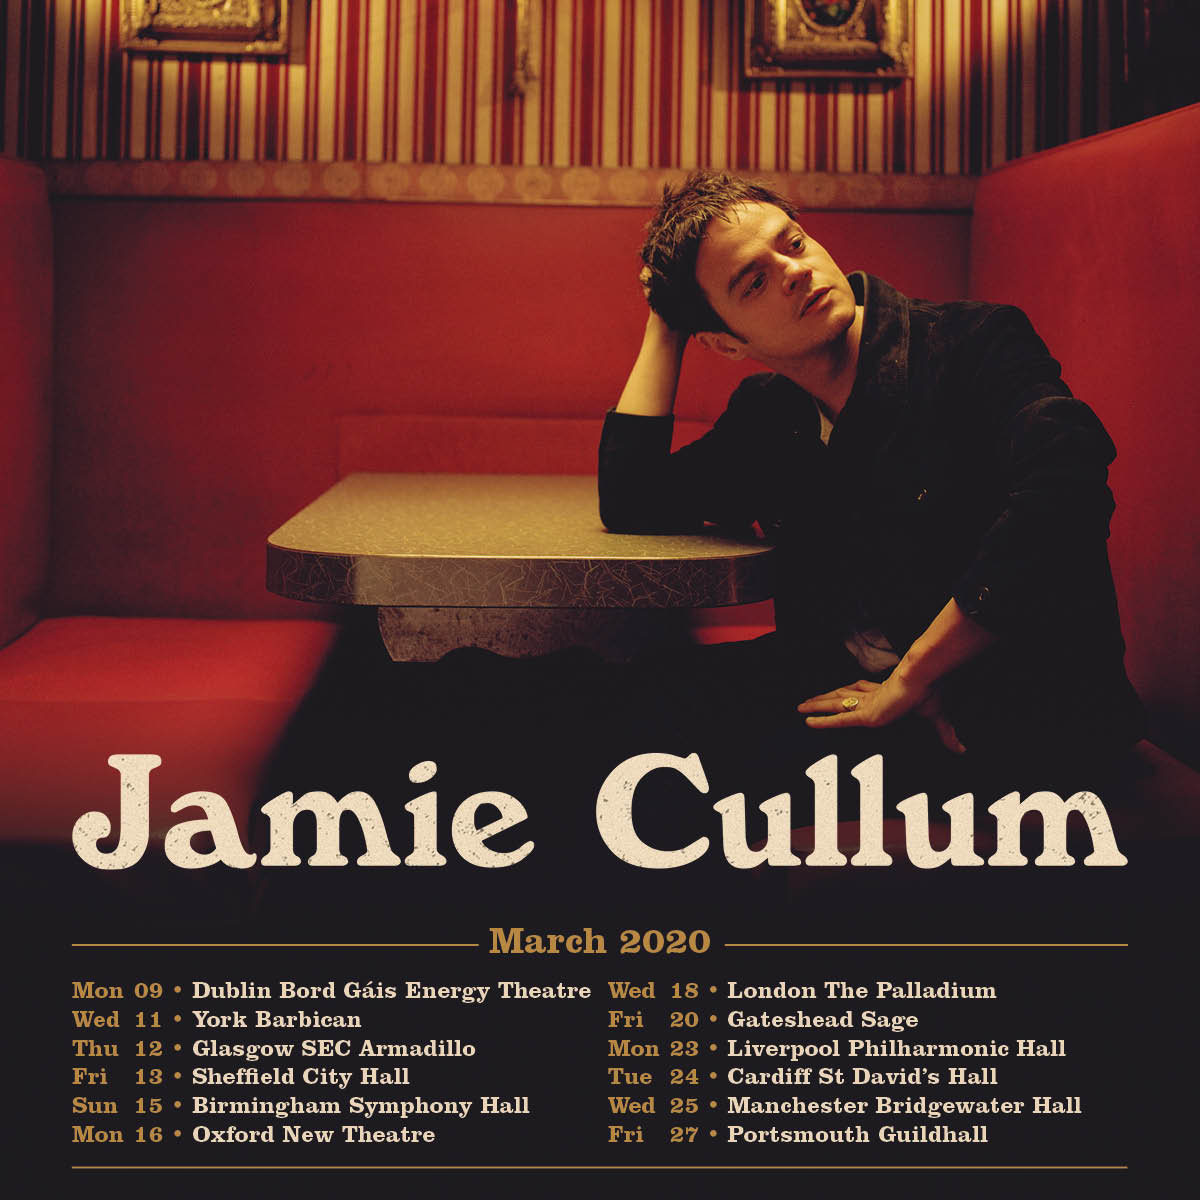 Jamie Cullum
March 2020
Mon 09 • Dublin Bord Gáis Energy Theatre
Wed 11 • York Barbican
Thu 12 • Glasgow SEC Armadillo
Fri 13 • Sheffield City Hall
Sun 15 • Birmingham Symphony Hall
Mon 16 • Oxford New Theatre
Wed 18 • London The Palladium
Fri 20 • Gateshead Sage
Mon 23 • Liverpool Philharmonic Hall
Tue 24 • Cardiff St David's Hall
Wed 25 • Manchester Bridgewater Hall
Fri 27 • Portsmouth Guildhall